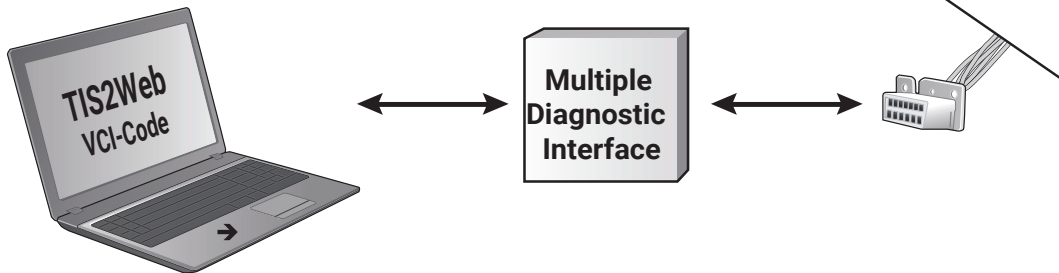 TIS2Web
VCI-Code
Multiple
Diagnostic
Interface